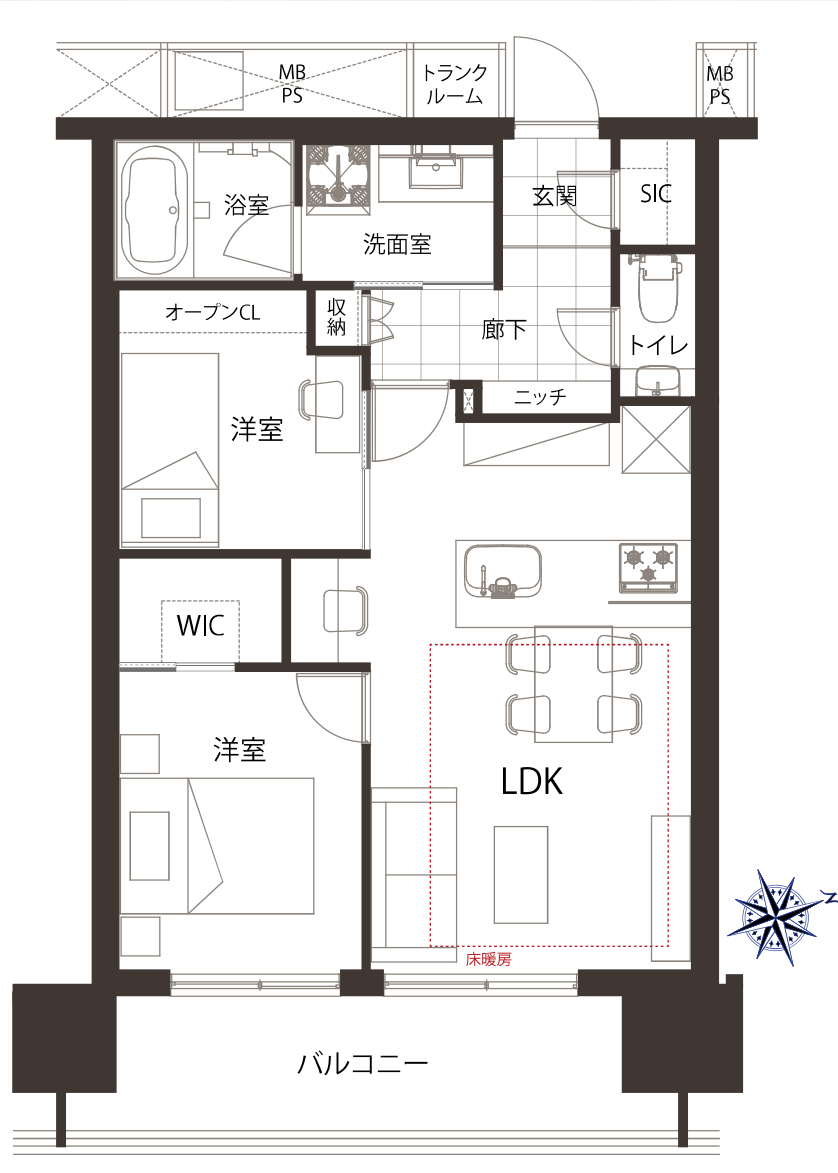 MB
PS
トランク
ルーム
MB
PS
浴室
洗面室
玄関
SIC
オープンCL
収納
廊下
トイレ
ニッチ
洋室
WIC
洋室
LDK
N
床暖房
バルコニー